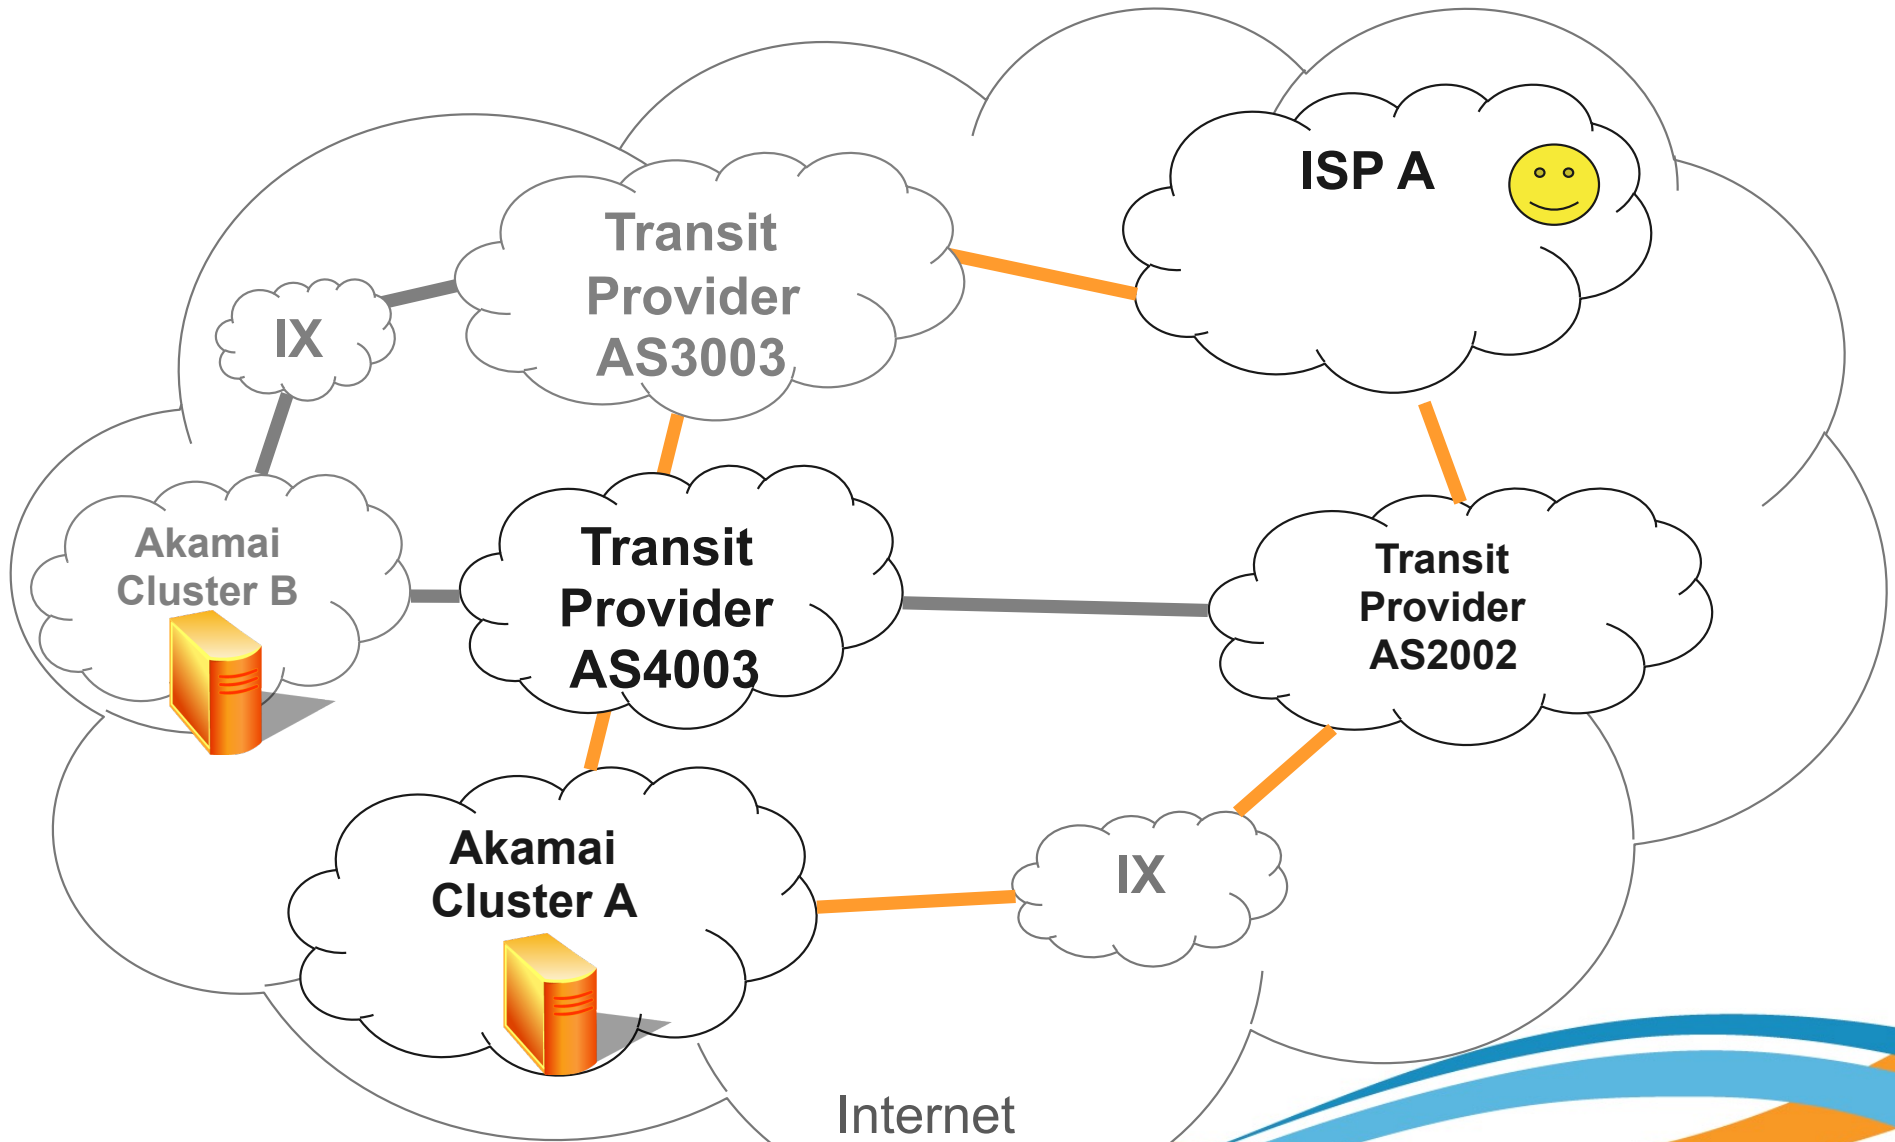 ISP A
Transit
Provider
AS3003
IX
Akamai
Cluster B
Transit
Provider
AS4003
Transit
Provider
AS2002
Akamai
Cluster A
IX
Internet